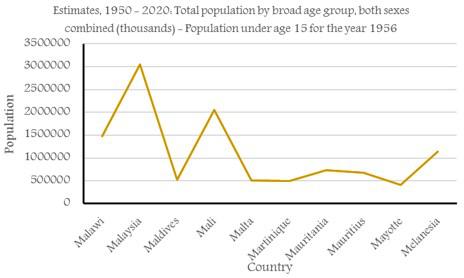 Estimates, 1950 - 2020: Total population by broad age group, both sexes
combined (thousands) - Population under age 15 for the year 1956
3500000
3000000
2500000
2000000
1500000
1000000
500000
0
Population
Malawi
Malaysia
Maldives
Mali
Malta
Martinique
Mauritania
Mauritius
Mayotte
Melanesia
Country